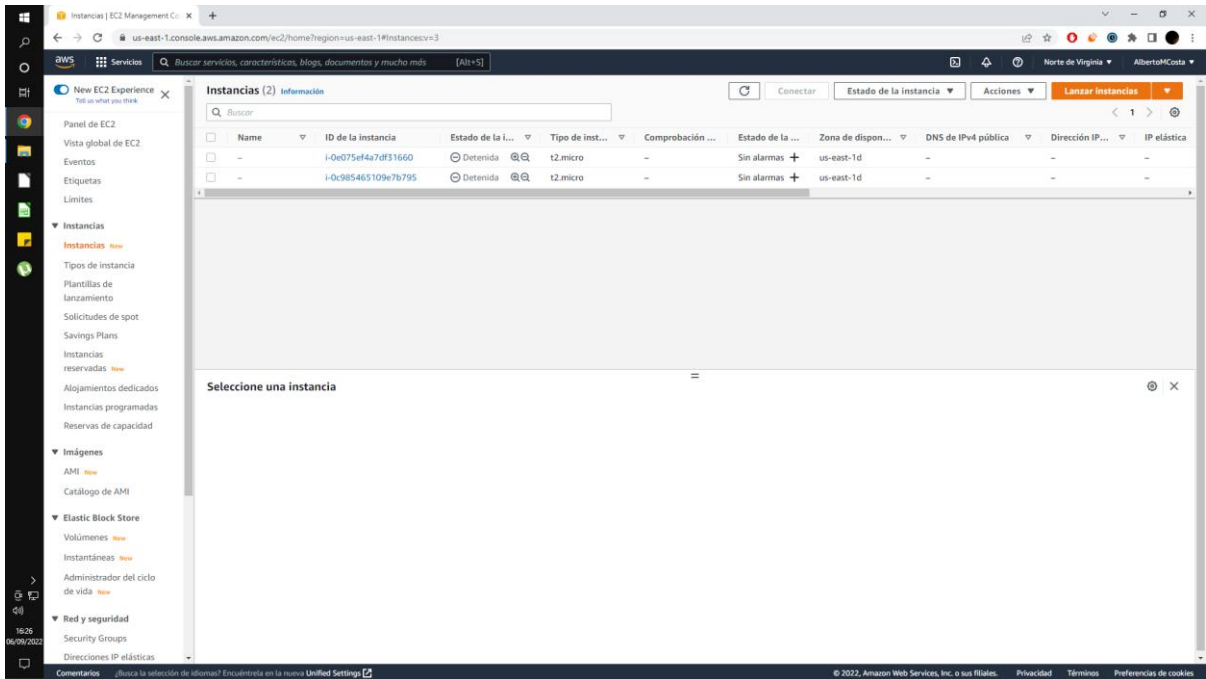 Instancias | EC2 Management Co
us-east-1.console.aws.amazon.com/ec2/home?region=us-east-1#Instances:v=3
aws
Servicios
Buscar servicios, características, blogs, documentos y mucho más
[Alt+S]
Norte de Virginia
AlbertoMCosta
New EC2 Experience
Tell us what you think
Panel de EC2
Vista global de EC2
Eventos
Etiquetas
Límites
Instancias
Instancias New
Tipos de instancia
Plantillas de
lanzamiento
Solicitudes de spot
Savings Plans
Instancias
reservadas New
Alojamientos dedicados
Instancias programadas
Reservas de capacidad
Imágenes
AMI New
Catálogo de AMI
Elastic Block Store
Volúmenes New
Instantáneas New
Administrador del ciclo
de vida New
Red y seguridad
Security Groups
Direcciones IP elásticas
Instancias (2) Información
Conectar
Estado de la instancia
Acciones
Lanzar instancias
Buscar
1
Name ID de la instancia Estado de la i... Tipo de inst... Comprobación ... Estado de la ... Zona de dispon... DNS de IPv4 pública Dirección IP... IP elástica
– i-0e075ef4a7df31660 Detenida t2.micro – Sin alarmas + us-east-1d – – –
– i-0c985465109e7b795 Detenida t2.micro – Sin alarmas + us-east-1d – – –
Seleccione una instancia
16:26
06/09/2022
Comentarios ¿Busca la selección de idiomas? Encuéntrela en la nueva Unified Settings © 2022, Amazon Web Services, Inc. o sus filiales. Privacidad Términos Preferencias de cookies